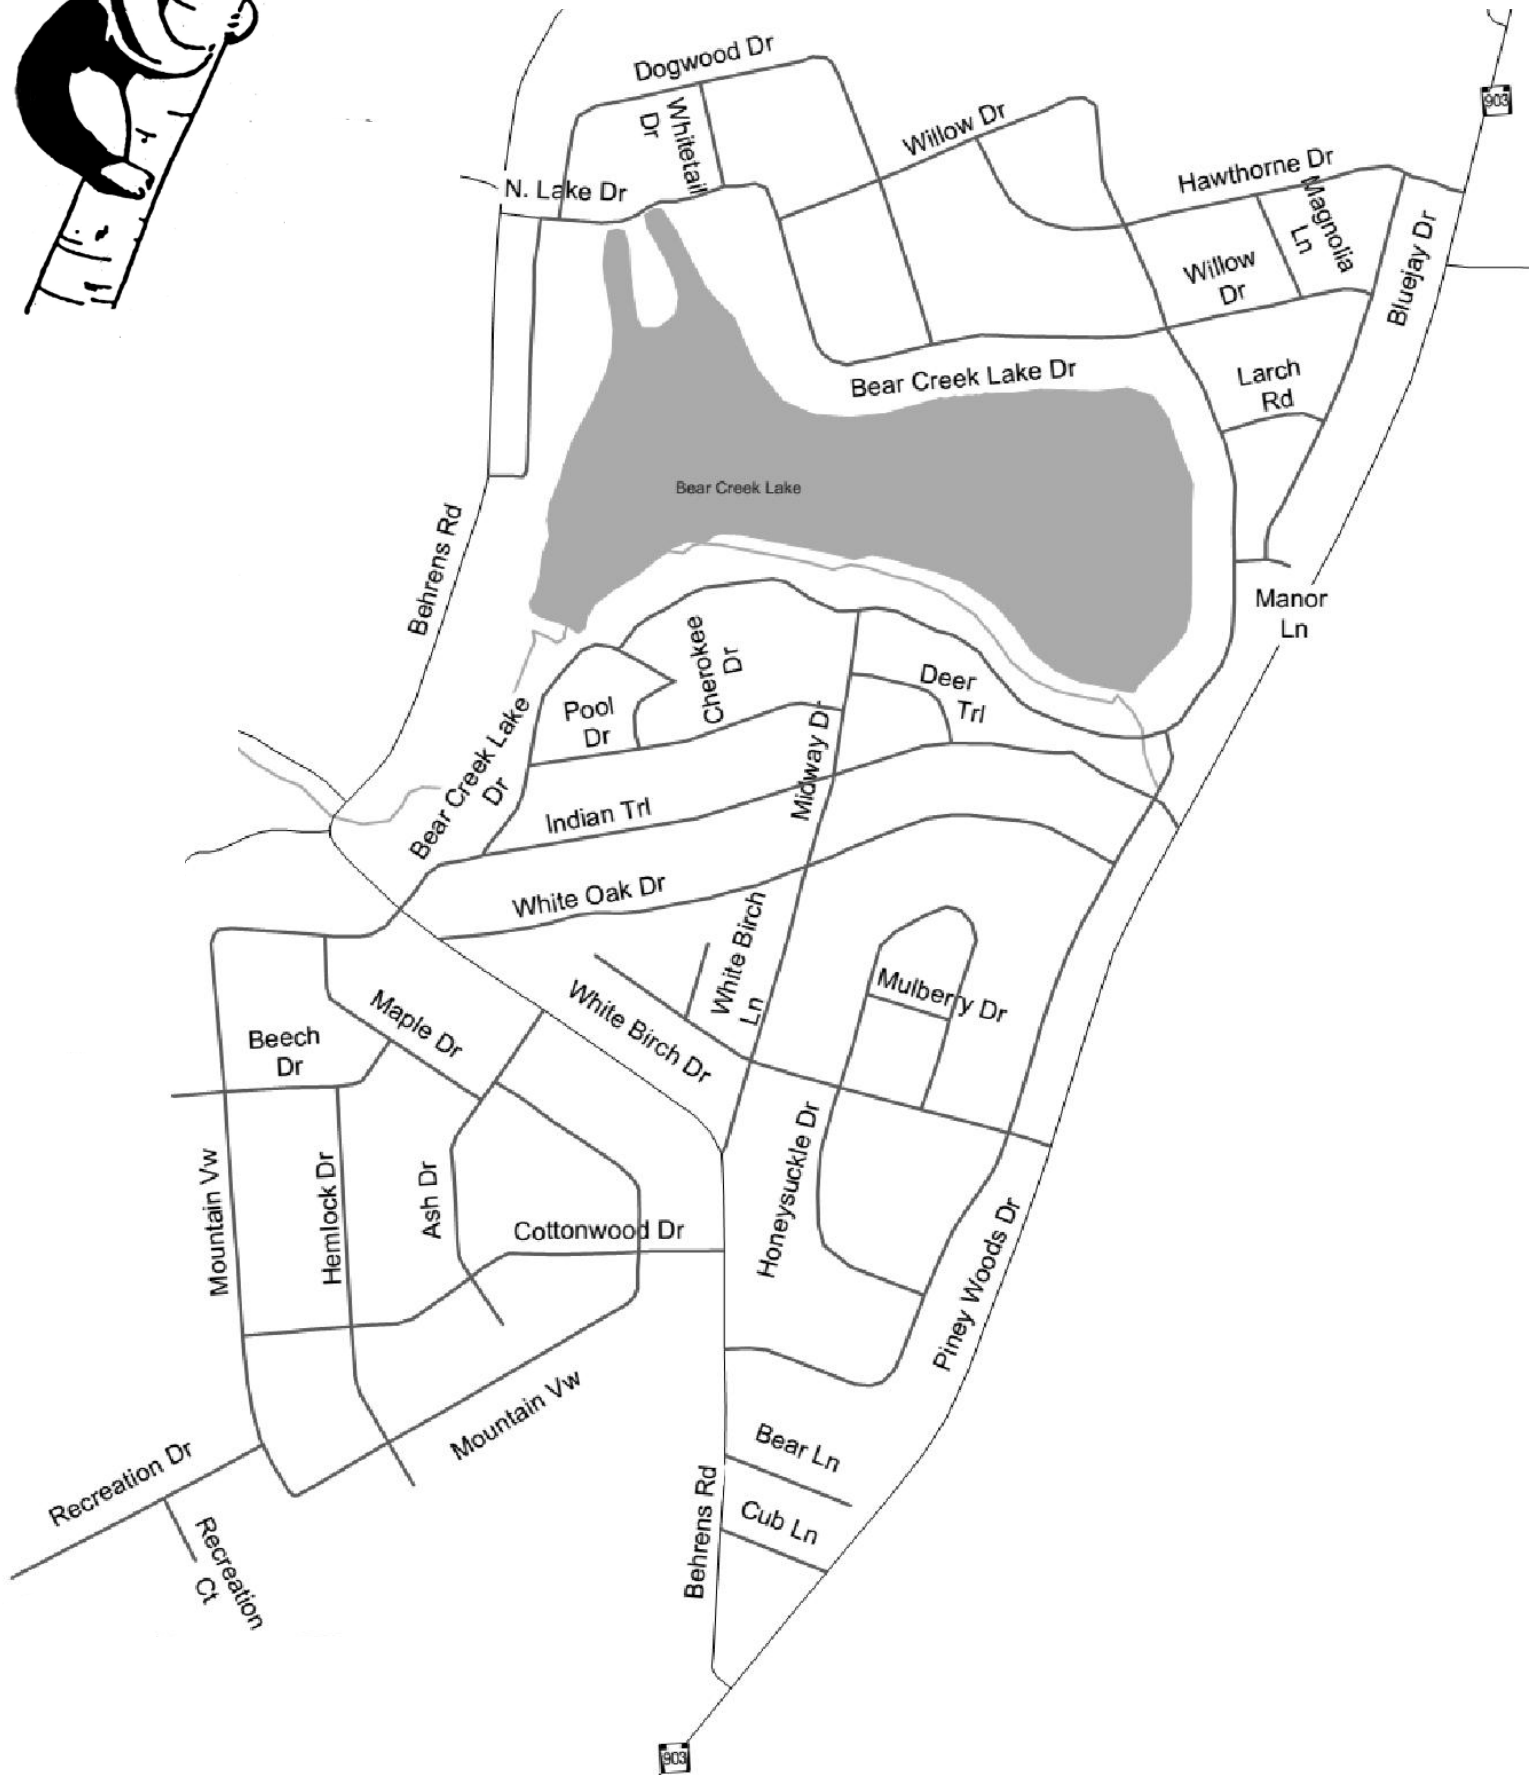 Dogwood Dr
903
Whitetail
Dr
Willow Dr
Hawthorne Dr
N. Lake Dr
Magnolia
Ln
Bluejay Dr
Willow
Dr
Larch
Rd
Bear Creek Lake Dr
Bear Creek Lake
Behrens Rd
Manor
Ln
Cherokee
Dr
Deer
Trl
Pool
Dr
Midway Dr
Bear Creek Lake
Dr
Indian Trl
White Oak Dr
White Birch
Ln
White Birch Dr
Mulberry Dr
Maple Dr
Beech
Dr
Honeysuckle Dr
Mountain Vw
Hemlock Dr
Ash Dr
Cottonwood Dr
Piney Woods Dr
Mountain Vw
Bear Ln
Recreation Dr
Behrens Rd
Cub Ln
Recreation
Ct
903